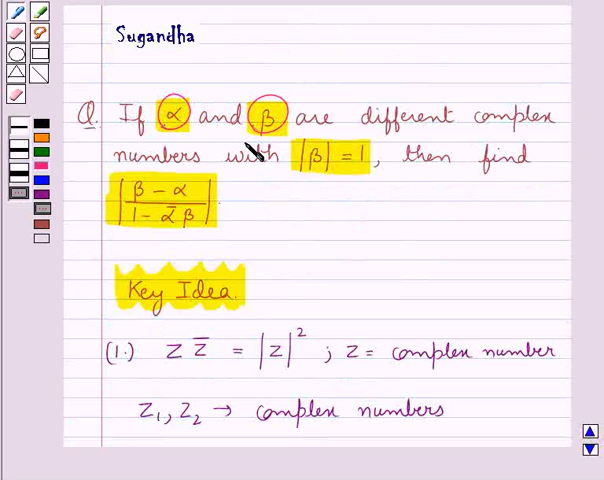 Sugandha
Q. If α and β are different complex
numbers with |β| = 1, then find
|β - α / 1 - ᾱ β|.
Key Idea.
(1.) z z̄ = |z|² ; z = complex number
z₁, z₂ → complex numbers